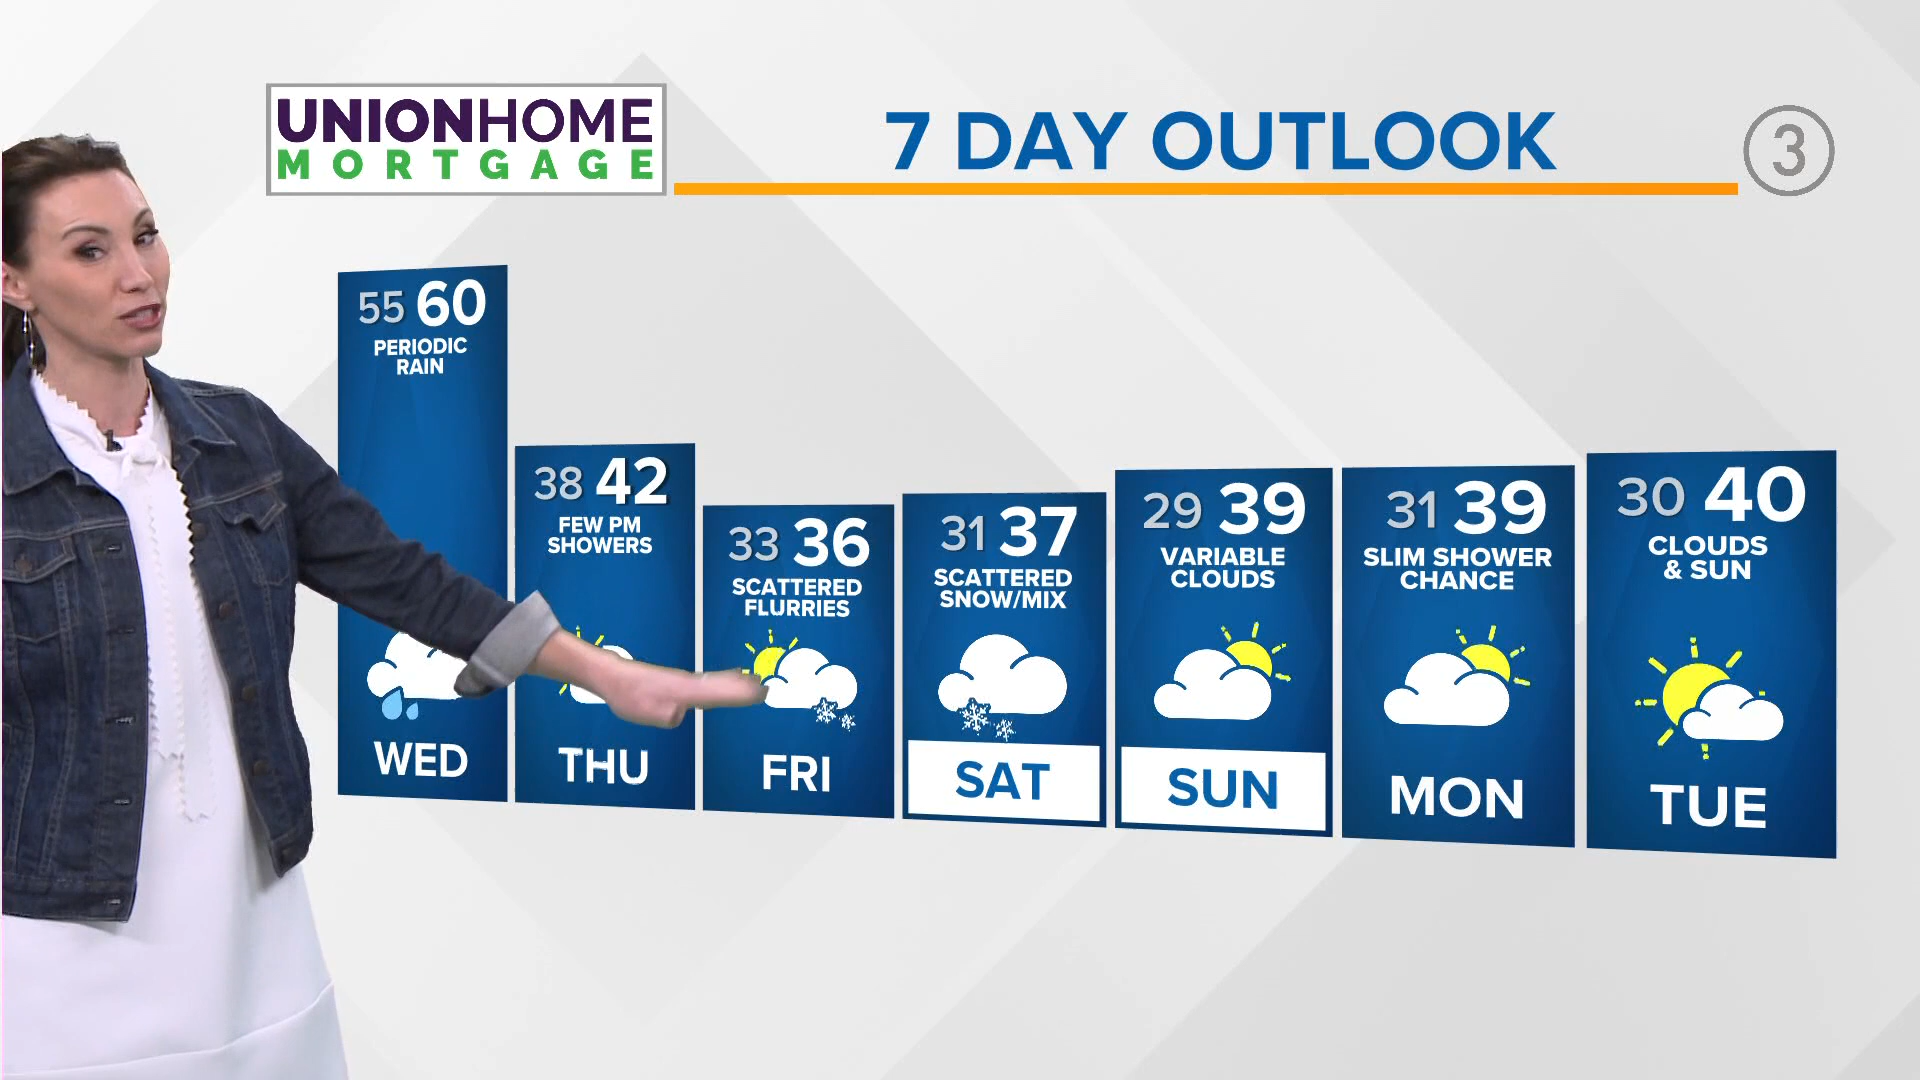 UNIONHOME
MORTGAGE
7 DAY OUTLOOK
3
55 60
PERIODIC
RAIN
WED
38 42
FEW PM
SHOWERS
THU
33 36
SCATTERED
FLURRIES
FRI
31 37
SCATTERED
SNOW/MIX
SAT
29 39
VARIABLE
CLOUDS
SUN
31 39
SLIM SHOWER
CHANCE
MON
30 40
CLOUDS
& SUN
TUE